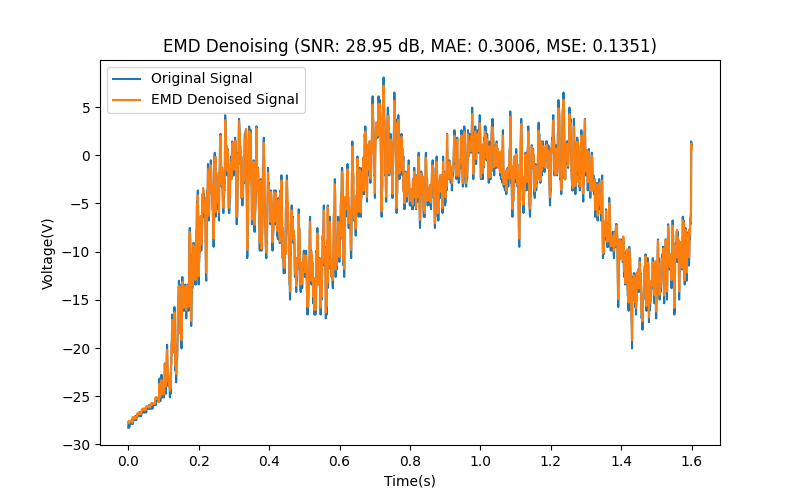 EMD Denoising (SNR: 28.95 dB, MAE: 0.3006, MSE: 0.1351)
Original Signal
EMD Denoised Signal
5
0
−5
−10
−15
−20
−25
−30
Voltage(V)
0.0 0.2 0.4 0.6 0.8 1.0 1.2 1.4 1.6
Time(s)